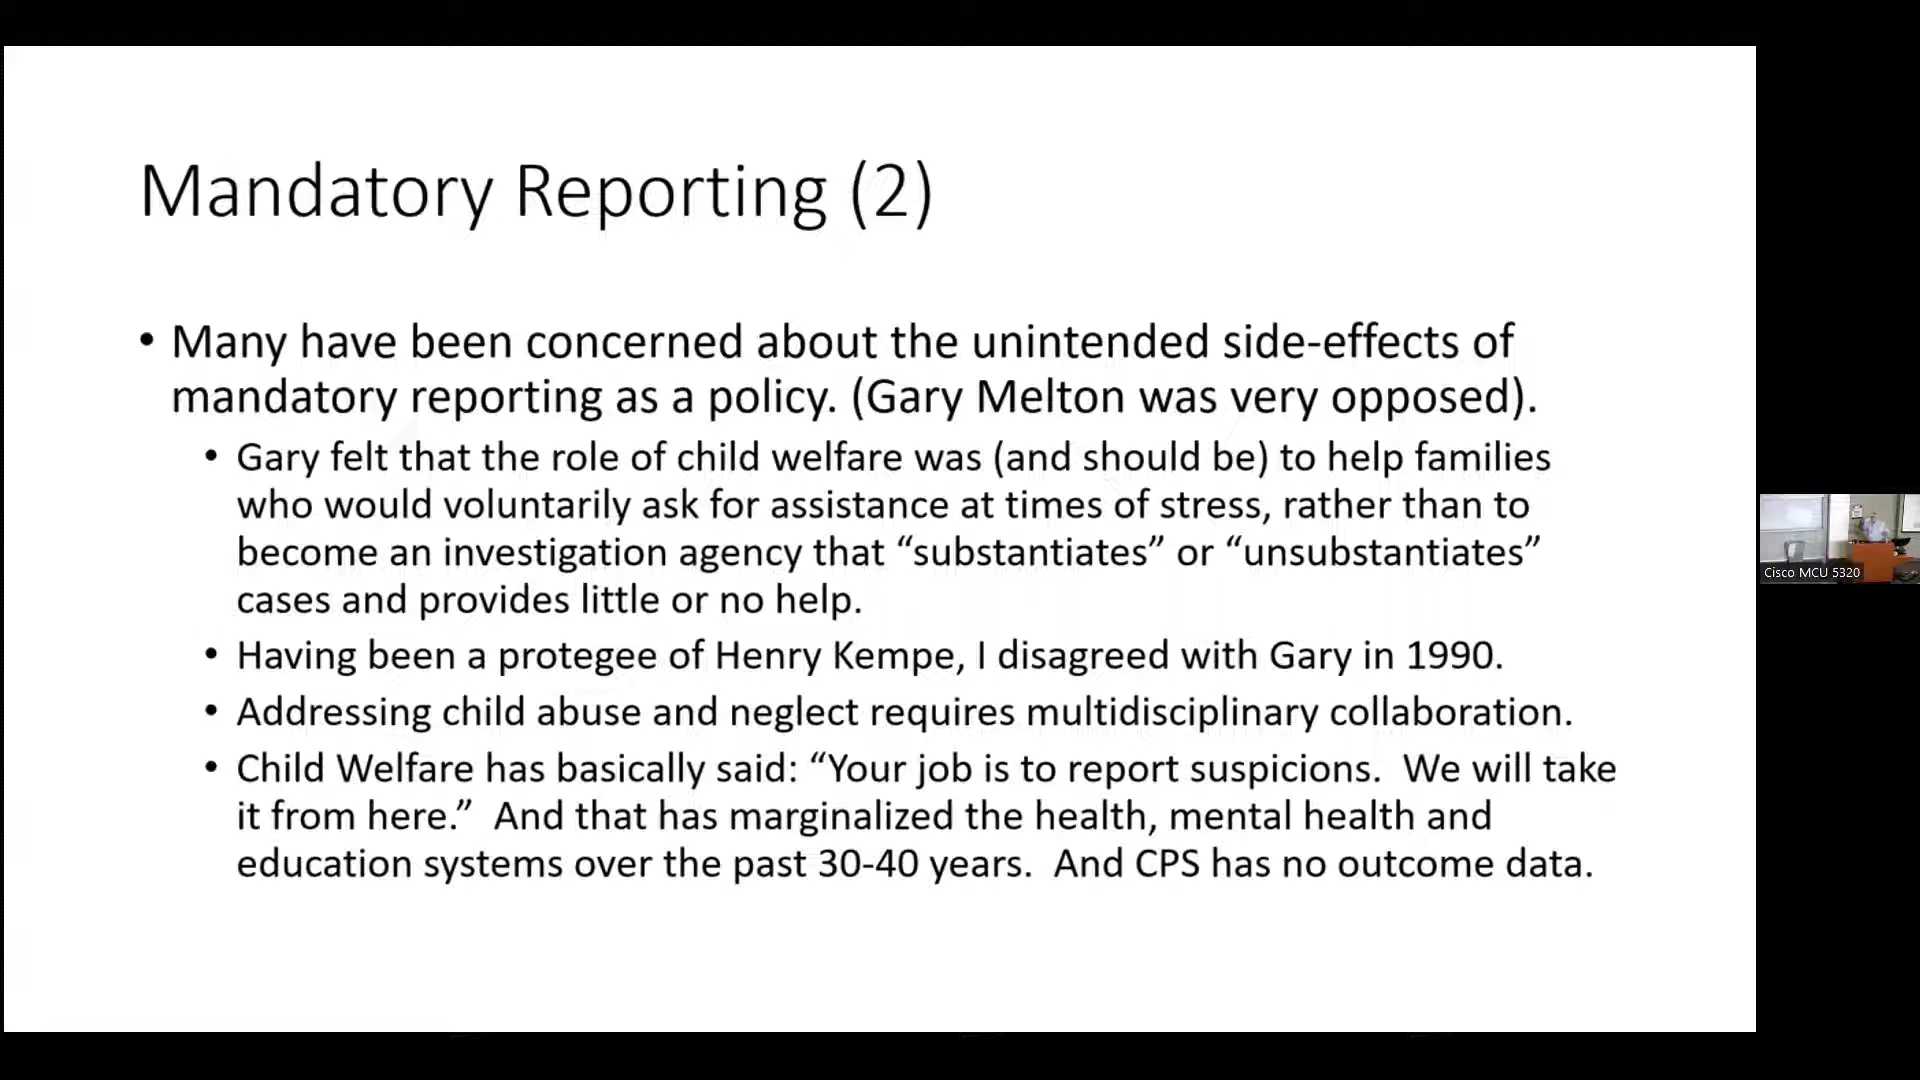 Mandatory Reporting (2)
• Many have been concerned about the unintended side-effects of
mandatory reporting as a policy. (Gary Melton was very opposed).
• Gary felt that the role of child welfare was (and should be) to help families
who would voluntarily ask for assistance at times of stress, rather than to
become an investigation agency that “substantiates” or “unsubstantiates”
cases and provides little or no help.
• Having been a protegee of Henry Kempe, I disagreed with Gary in 1990.
• Addressing child abuse and neglect requires multidisciplinary collaboration.
• Child Welfare has basically said: “Your job is to report suspicions.  We will take
it from here.”  And that has marginalized the health, mental health and
education systems over the past 30-40 years.  And CPS has no outcome data.
Cisco MCU 5320